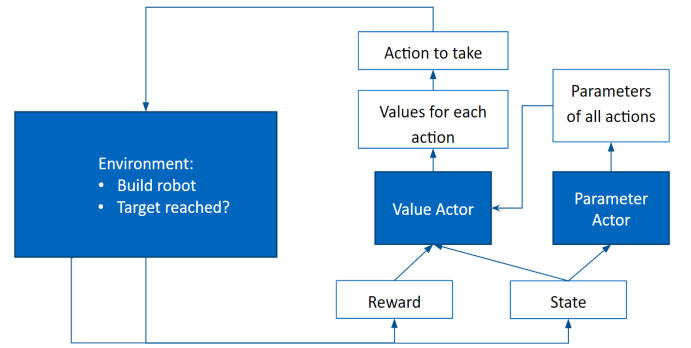 Action to take
Values for each
action
Parameters
of all actions
Environment:
• Build robot
• Target reached?
Value Actor
Parameter
Actor
Reward
State